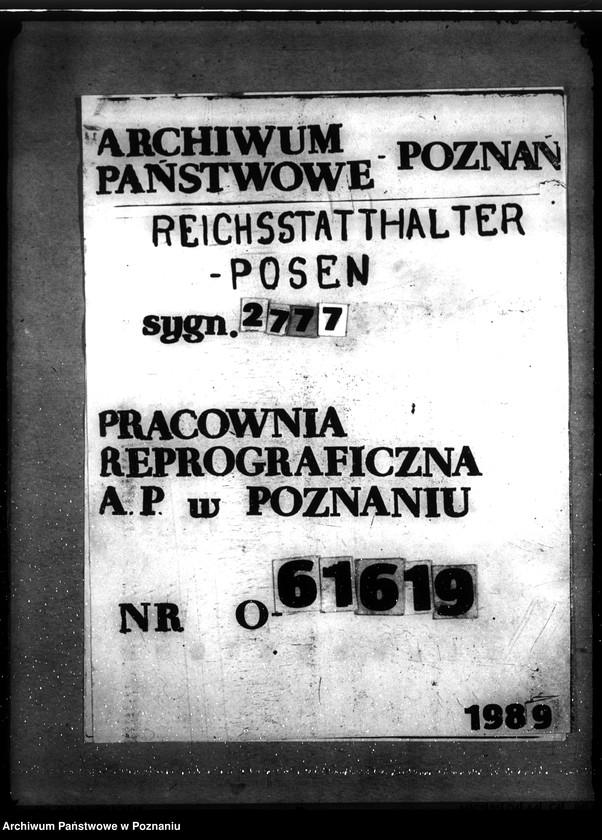 ARCHIWUM
PAŃSTWOWE - POZNAŃ
REICHSSTATTHALTER
-POSEN
sygn. 2777
PRACOWNIA
REPROGRAFICZNA
A.P. w POZNANIU
NR O-61619
1989
Archiwum Państwowe w Poznaniu